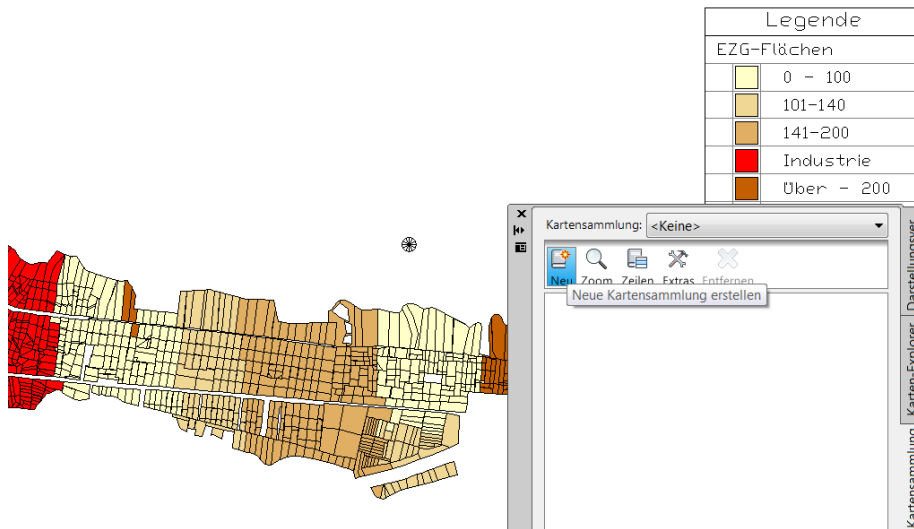 Legende
EZG-Flächen
0 - 100
101-140
141-200
Industrie
Über - 200
Kartensammlung: <Keine>
Neu Zoom Zeilen Extras Entfernen
Neue Kartensammlung erstellen
Darstellungsver
Karten-Explorer
Kartensammlung